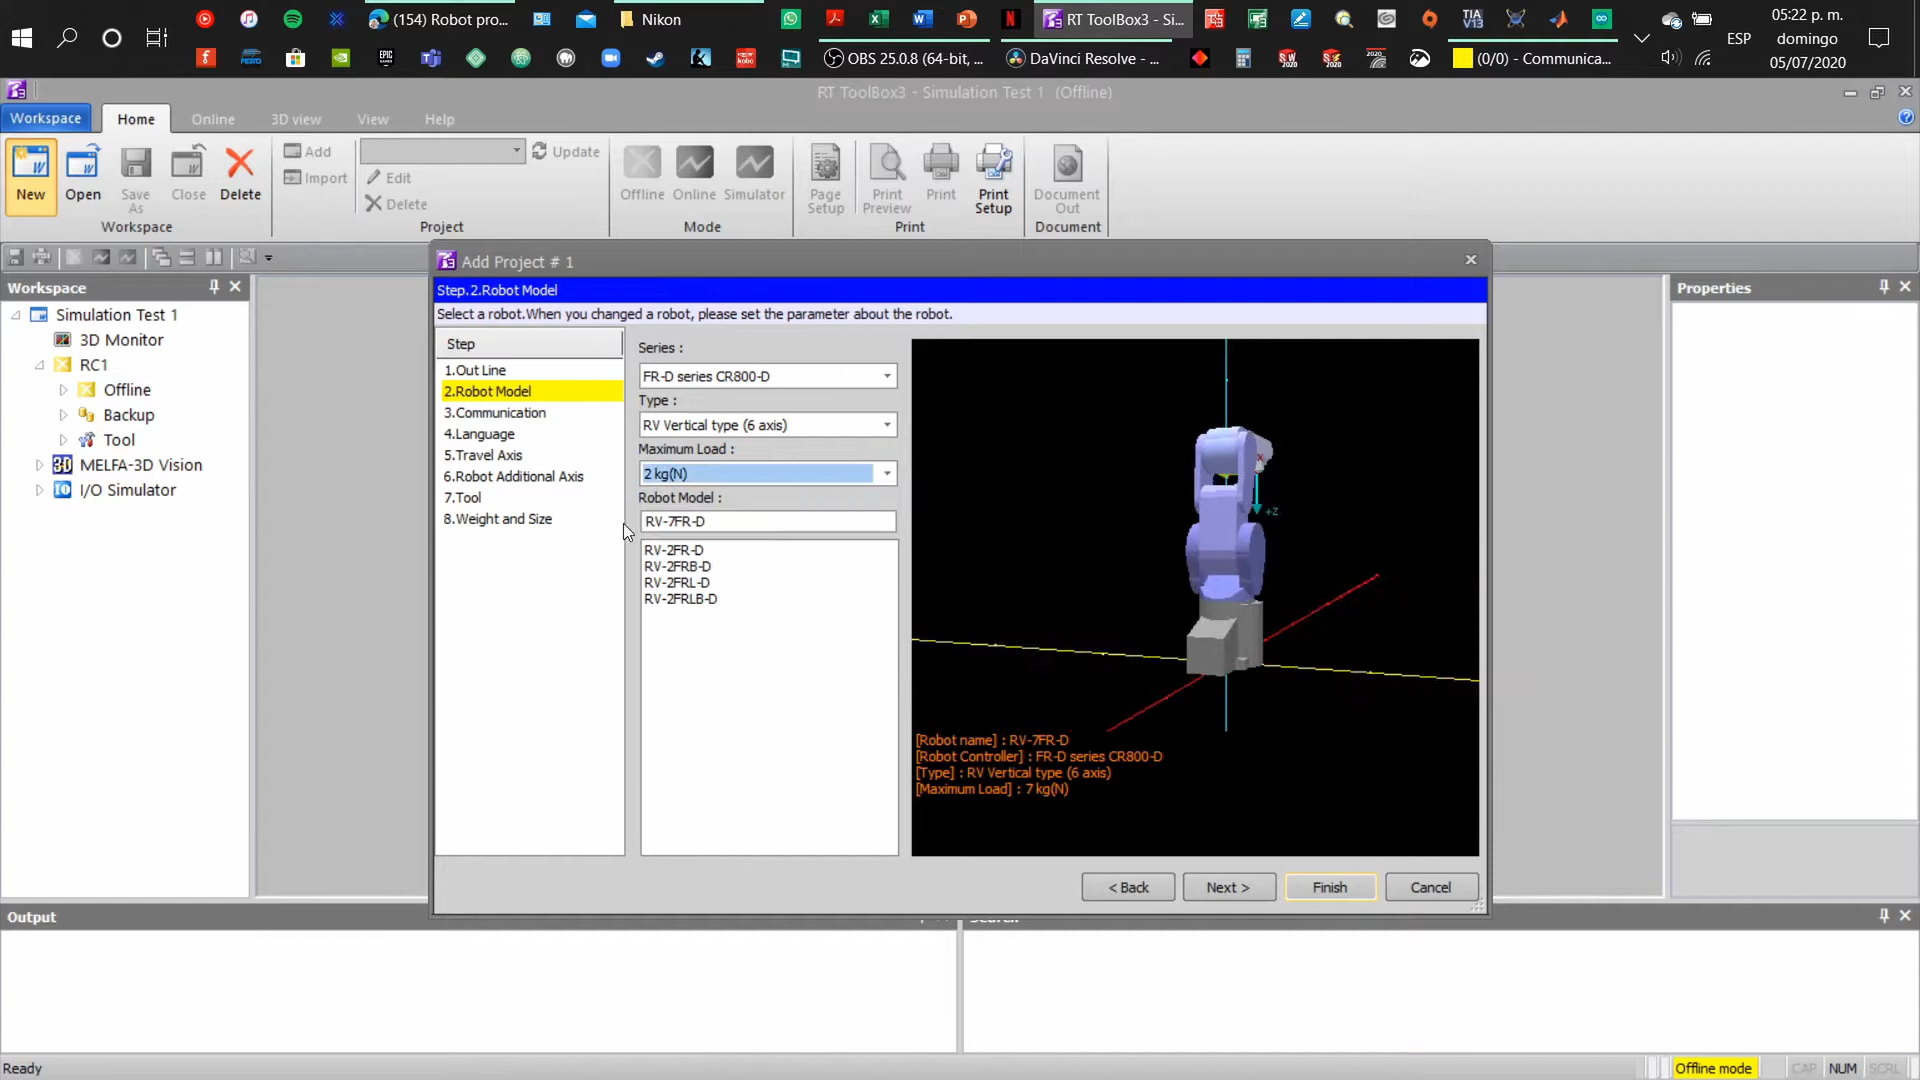 (154) Robot pro...
Nikon
RT ToolBox3 - Si...
TIA
V13
05:22 p. m.
ESP
domingo
05/07/2020
OBS 25.0.8 (64-bit, ...
DaVinci Resolve - ...
(0/0) - Communica...
RT ToolBox3 - Simulation Test 1   (Offline)
Workspace
Home
Online
3D view
View
Help
New
Open
Save As
Close
Delete
Workspace
Add
Import
Update
Edit
Delete
Project
Offline
Online
Simulator
Mode
Page Setup
Print Preview
Print
Print Setup
Print
Document Out
Document
Workspace
Simulation Test 1
3D Monitor
RC1
Offline
Backup
Tool
MELFA-3D Vision
I/O Simulator
Add Project # 1
Step.2.Robot Model
Select a robot.When you changed a robot, please set the parameter about the robot.
Step
1.Out Line
2.Robot Model
3.Communication
4.Language
5.Travel Axis
6.Robot Additional Axis
7.Tool
8.Weight and Size
Series :
FR-D series CR800-D
Type :
RV Vertical type (6 axis)
Maximum Load :
2 kg(N)
Robot Model :
RV-7FR-D
RV-2FR-D
RV-2FRB-D
RV-2FRL-D
RV-2FRLB-D
+Z
[Robot name] : RV-7FR-D
[Robot Controller] : FR-D series CR800-D
[Type] : RV Vertical type (6 axis)
[Maximum Load] : 7 kg(N)
< Back
Next >
Finish
Cancel
Properties
Output
Ready
Offline mode
CAP
NUM
SCRL